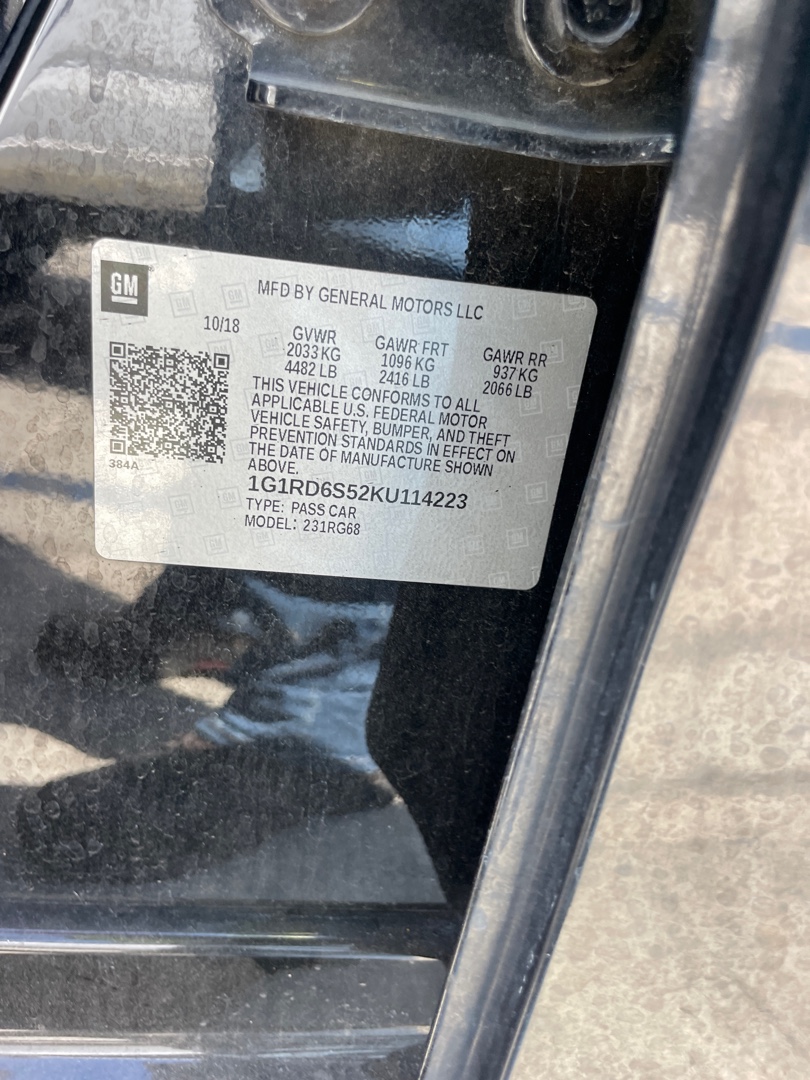 GM
MFD BY GENERAL MOTORS LLC
10/18
GVWR
2033 KG
4482 LB
GAWR FRT
1096 KG
2416 LB
GAWR RR
937 KG
2066 LB
THIS VEHICLE CONFORMS TO ALL
APPLICABLE U.S. FEDERAL MOTOR
VEHICLE SAFETY, BUMPER, AND THEFT
PREVENTION STANDARDS IN EFFECT ON
THE DATE OF MANUFACTURE SHOWN
ABOVE.
384A
1G1RD6S52KU114223
TYPE: PASS CAR
MODEL: 231RG68